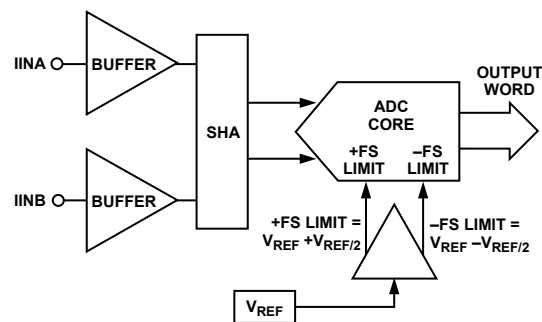 IINA
BUFFER
SHA
IINB
BUFFER
ADC
CORE
+FS
LIMIT
–FS
LIMIT
OUTPUT
WORD
+FS LIMIT =
VREF +VREF/2
–FS LIMIT =
VREF –VREF/2
VREF